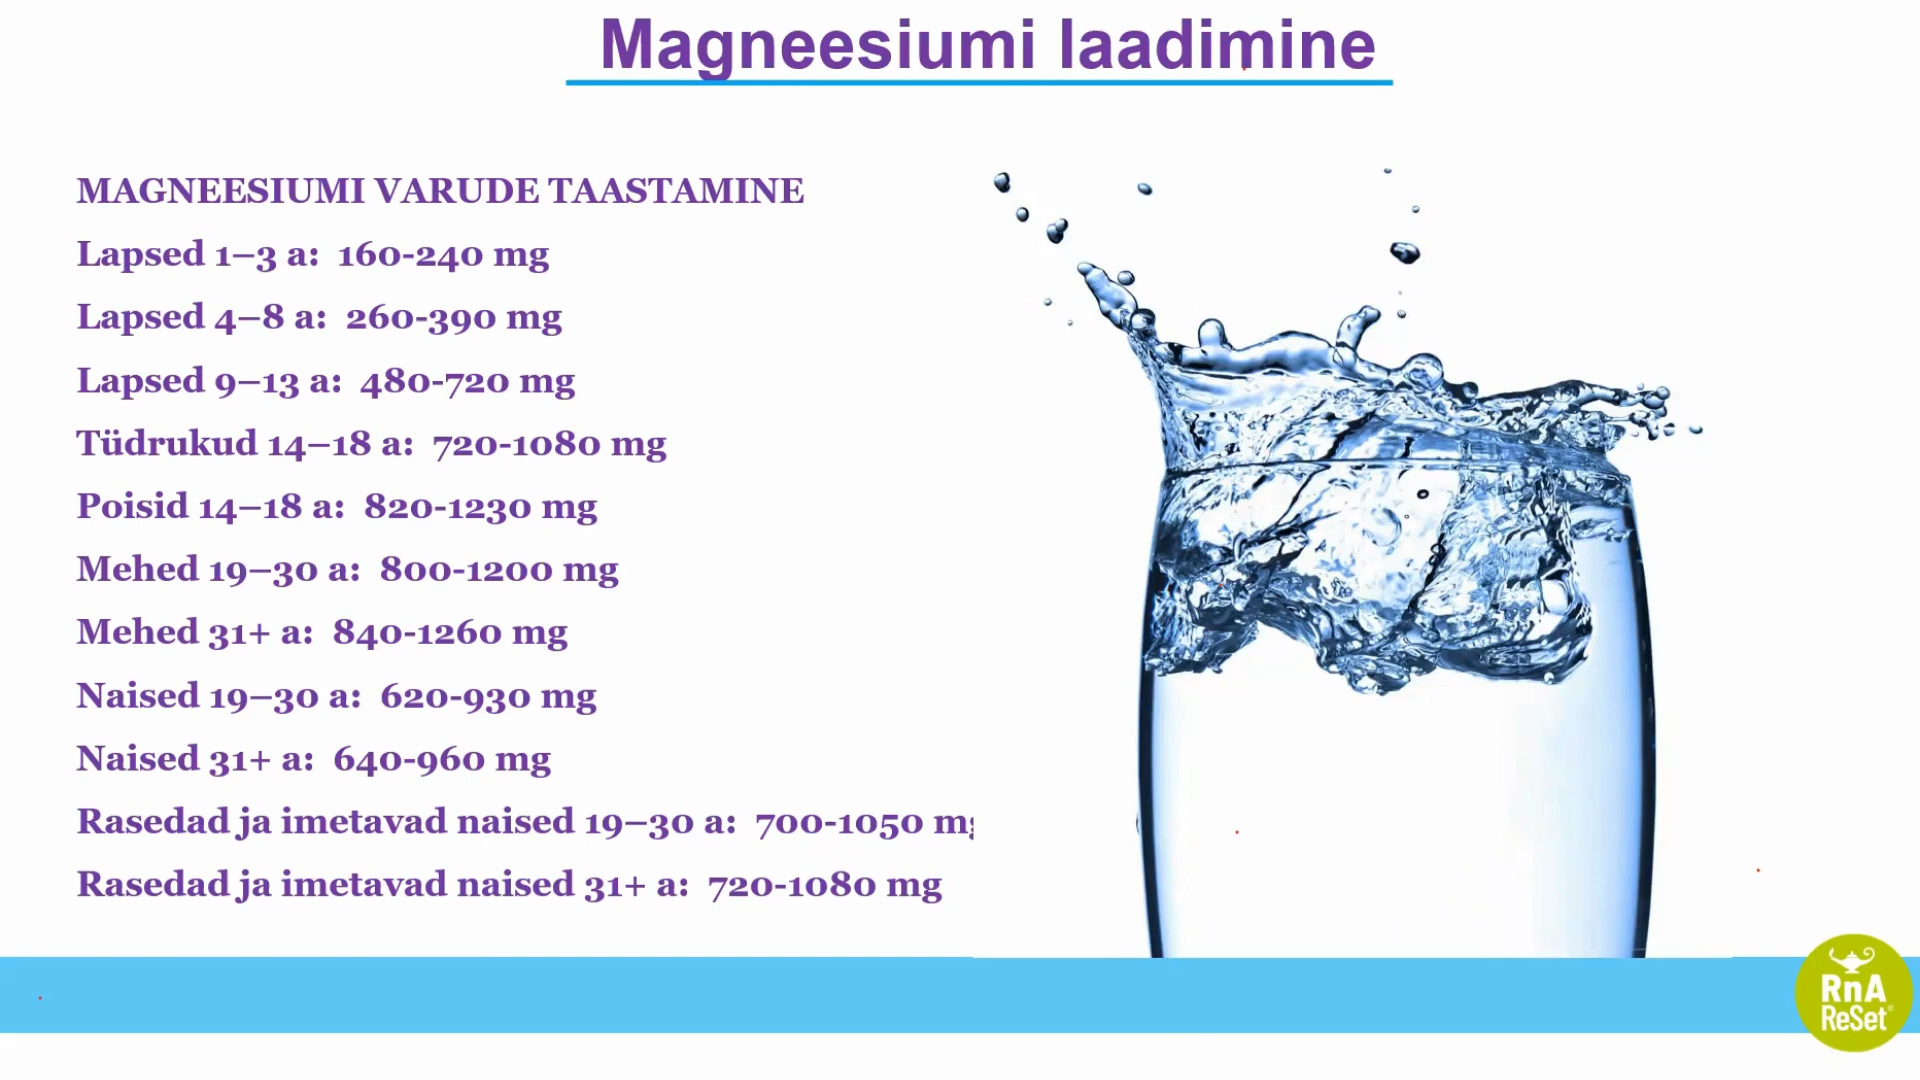 Magneesiumi laadimine
MAGNEESIUMI VARUDE TAASTAMINE
Lapsed 1–3 a: 160-240 mg
Lapsed 4–8 a: 260-390 mg
Lapsed 9–13 a: 480-720 mg
Tüdrukud 14–18 a: 720-1080 mg
Poisid 14–18 a: 820-1230 mg
Mehed 19–30 a: 800-1200 mg
Mehed 31+ a: 840-1260 mg
Naised 19–30 a: 620-930 mg
Naised 31+ a: 640-960 mg
Rasedad ja imetavad naised 19–30 a: 700-1050 mg
Rasedad ja imetavad naised 31+ a: 720-1080 mg
RnA
ReSet®